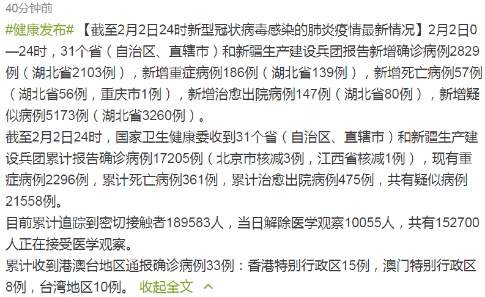 40分钟前
#健康发布# 【截至2月2日24时新型冠状病毒感染的肺炎疫情最新情况】2月2日0
—24时，31个省（自治区、直辖市）和新疆生产建设兵团报告新增确诊病例2829
例（湖北省2103例），新增重症病例186例（湖北省139例），新增死亡病例57例
（湖北省56例，重庆市1例），新增治愈出院病例147例（湖北省80例），新增疑
似病例5173例（湖北省3260例）。
截至2月2日24时，国家卫生健康委收到31个省（自治区、直辖市）和新疆生产建
设兵团累计报告确诊病例17205例（北京市核减3例，江西省核减1例），现有重
症病例2296例，累计死亡病例361例，累计治愈出院病例475例，共有疑似病例
21558例。
目前累计追踪到密切接触者189583人，当日解除医学观察10055人，共有152700
人正在接受医学观察。
累计收到港澳台地区通报确诊病例33例：香港特别行政区15例，澳门特别行政区
8例，台湾地区10例。 收起全文